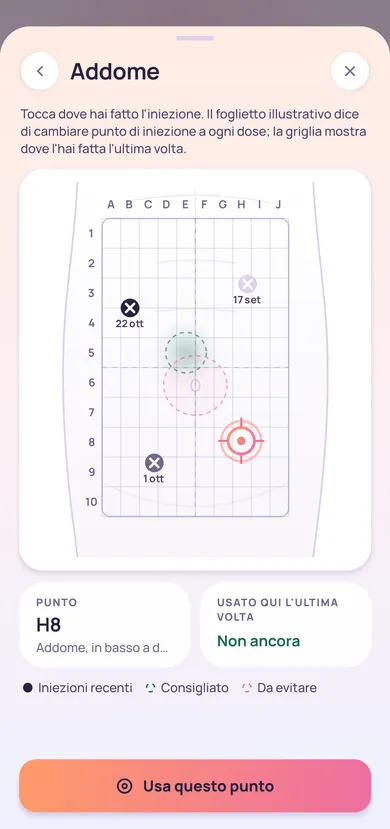 Addome
Tocca dove hai fatto l'iniezione. Il foglietto illustrativo dice
di cambiare punto di iniezione a ogni dose; la griglia mostra
dove l'hai fatta l'ultima volta.
A B C D E F G H I J
1
2
3
17 set
4
22 ott
5
6
7
8
9
1 ott
10
PUNTO
H8
Addome, in basso a d...
USATO QUI L'ULTIMA
VOLTA
Non ancora
Iniezioni recenti Consigliato Da evitare
Usa questo punto